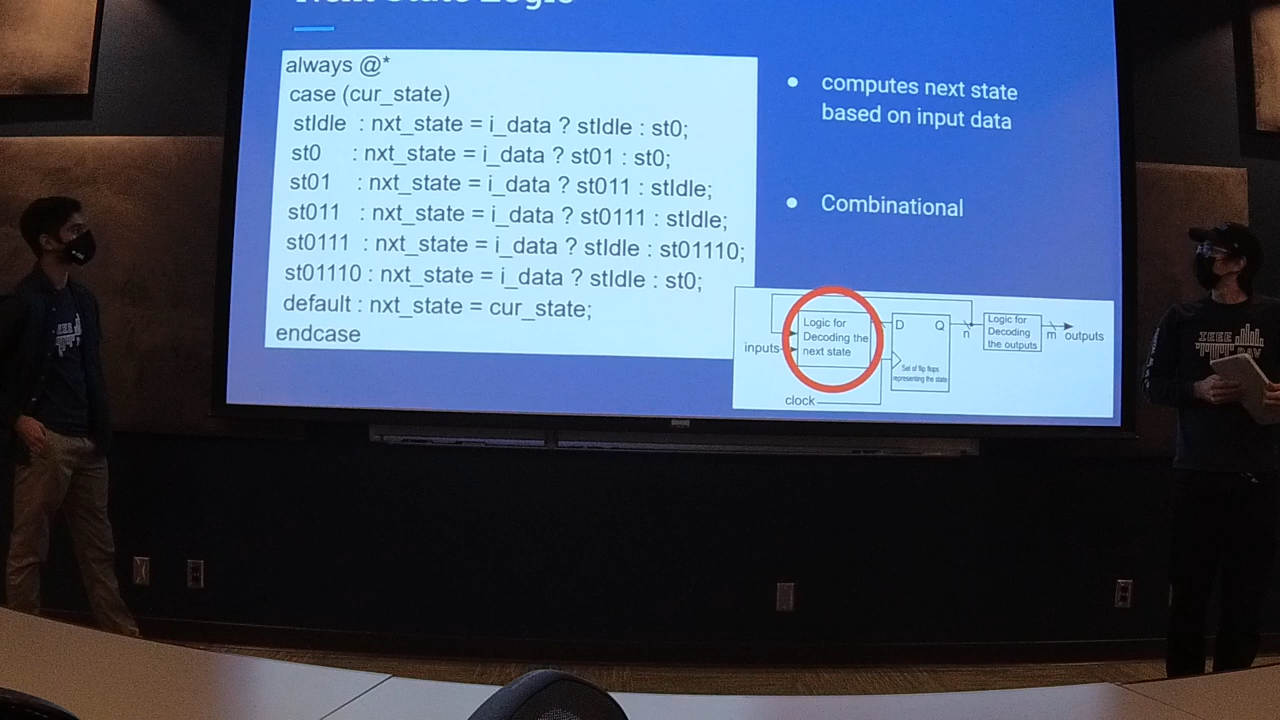 Next State Logic
always @*
case (cur_state)
stIdle : nxt_state = i_data ? stIdle : st0;
st0 : nxt_state = i_data ? st01 : st0;
st01 : nxt_state = i_data ? st011 : stIdle;
st011 : nxt_state = i_data ? st0111 : stIdle;
st0111 : nxt_state = i_data ? stIdle : st01110;
st01110 : nxt_state = i_data ? stIdle : st0;
default : nxt_state = cur_state;
endcase
computes next state
based on input data
Combinational
inputs
Logic for
Decoding the
next state
D Q
Set of flip flops
representing the state
clock
n
Logic for
Decoding
the outputs
m outputs
IEEE